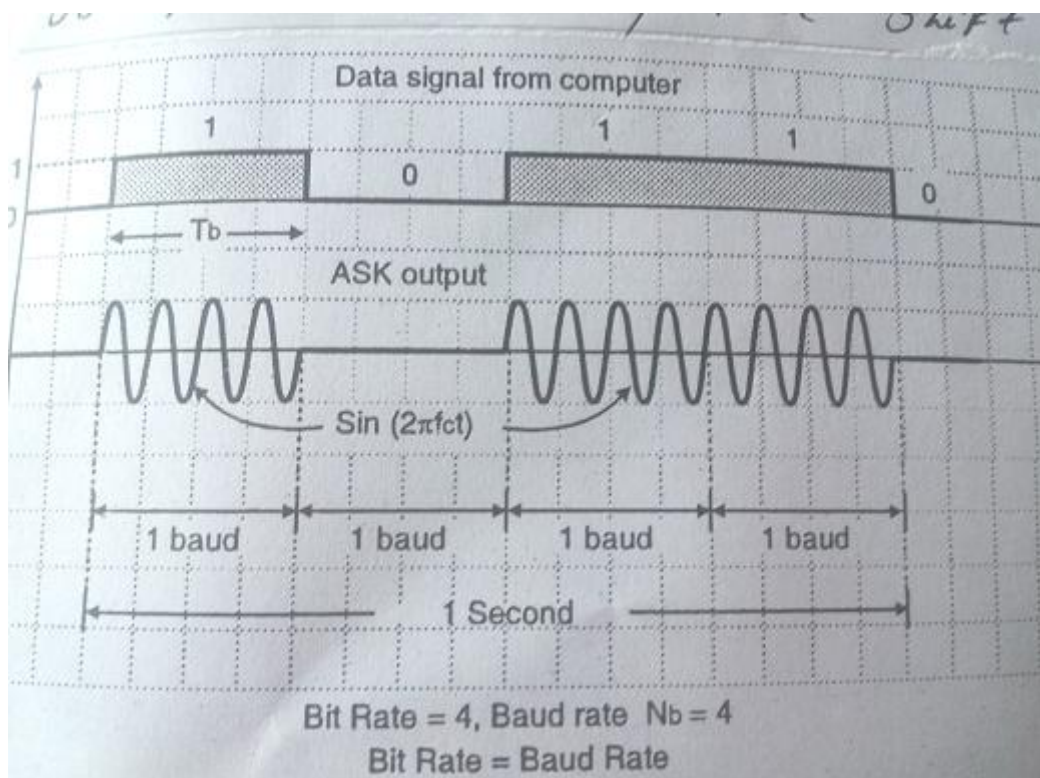 Shift
Data signal from computer
1 1 1
1 0 0
0
Tb
ASK output
Sin (2πfct)
1 baud 1 baud 1 baud 1 baud
1 Second
Bit Rate = 4, Baud rate Nb = 4
Bit Rate = Baud Rate